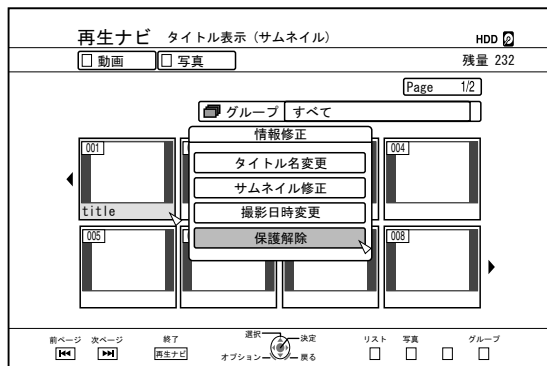 再生ナビ タイトル表示（サムネイル） HDD
動画 写真 残量 232
Page 1/2
グループ すべて
情報修正
タイトル名変更
サムネイル修正
撮影日時変更
保護解除
001
004
title
005
008
前ページ 次ページ 終了 選択 決定 リスト 写真 グループ
再生ナビ オプション 戻る